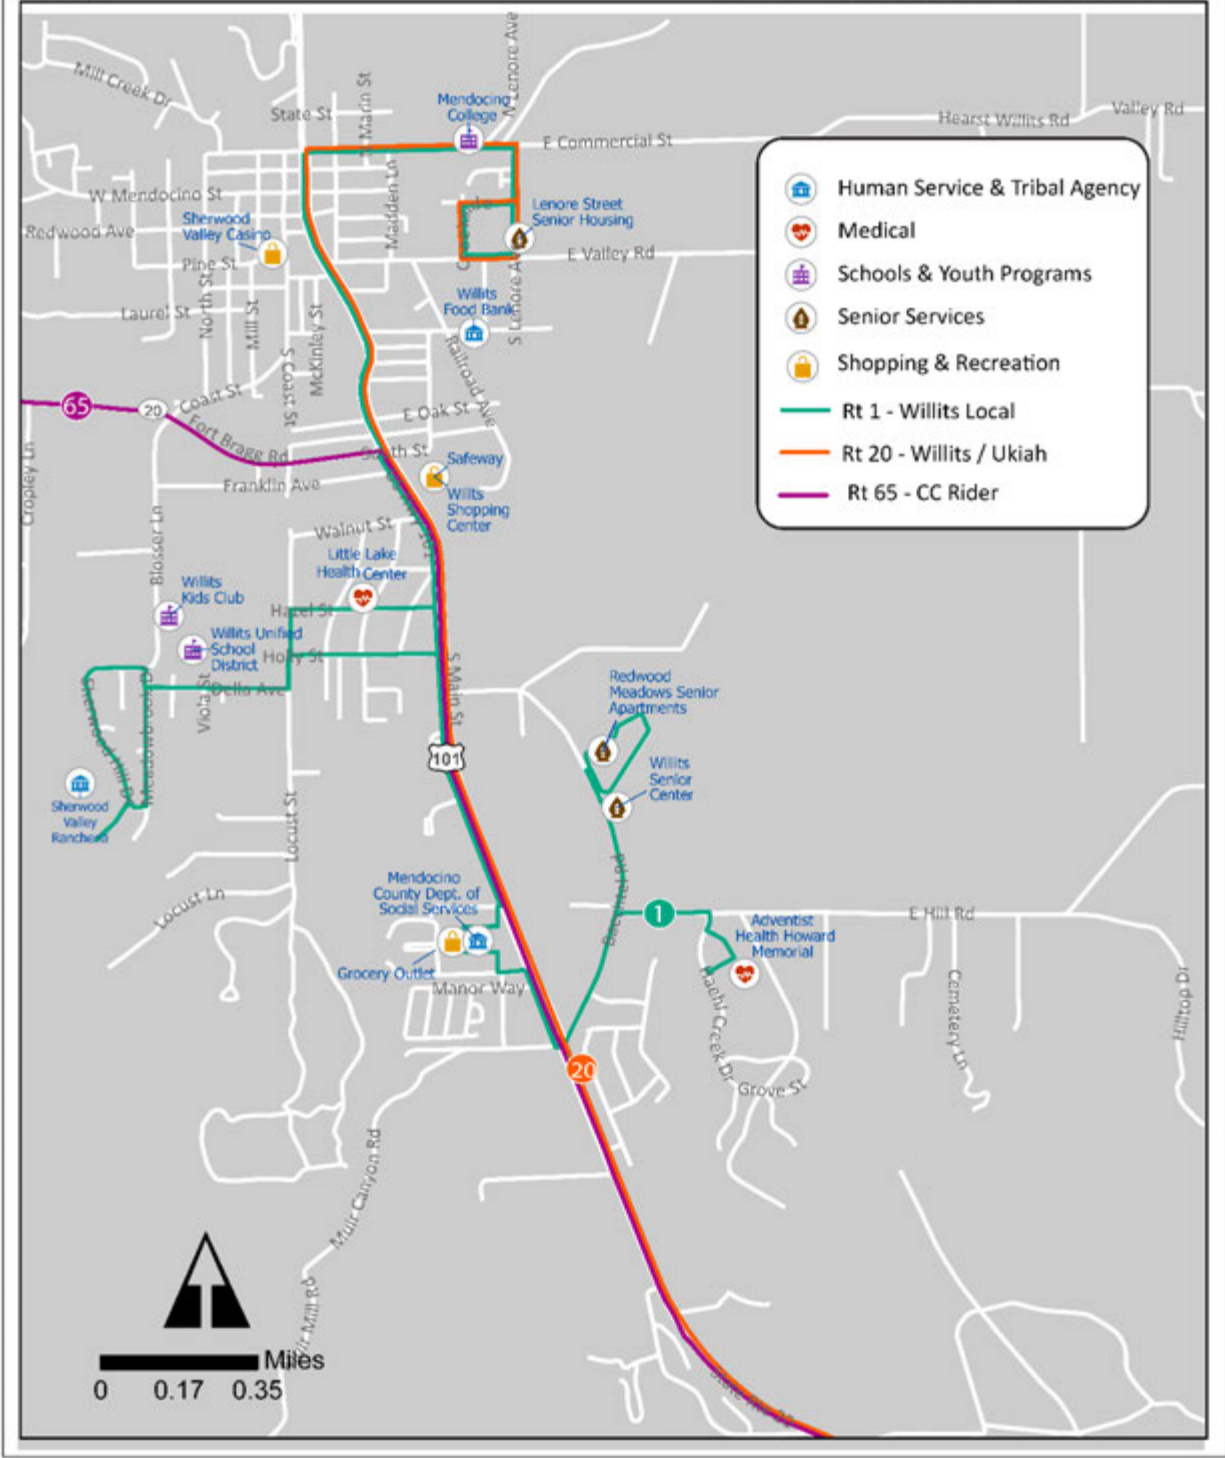 N Lenore Ave
Mill Creek Dr
State St
N Marin St
Mendocino
College
E Commercial St
Hearst Willits Rd
Valley Rd
W Mendocino St
Redwood Ave
Sherwood
Valley Casino
Pine St
Madden Ln
Lenore Street
Senior Housing
E Valley Rd
S Lenore Ave
Willits
Food Bank
Laurel St
North St
Mill St
S Coast St
McKinley St
Railroad Ave
65
20
Coast St
Fort Bragg Rd
E Oak St
South St
Franklin Ave
Safeway
Willts
Shopping
Center
Cropley Ln
Blosser Ln
Walnut St
Little Lake
Health Center
Willits
Kids Club
Hazel St
Willits Unified
School
District
Holly St
Della Ave
Viola St
Sherwood Hill D
Meadowbrook D
S Main St
101
Sherwood
Valley
Rancheria
Redwood
Meadows Senior
Apartments
Willits
Senior
Center
Locust St
Locust Ln
Mendocino
County Dept. of
Social Services
Grocery Outlet
Manor Way
Baechtel Rd
1
Adventist
Health Howard
Memorial
E Hill Rd
Haehl Creek Dr
Grove St
Cemetery Ln
Hilltop Dr
20
Muir Canyon Rd
Muir Mill Rd
Miles
0 0.17 0.35
Human Service & Tribal Agency
Medical
Schools & Youth Programs
Senior Services
Shopping & Recreation
Rt 1 - Willits Local
Rt 20 - Willits / Ukiah
Rt 65 - CC Rider